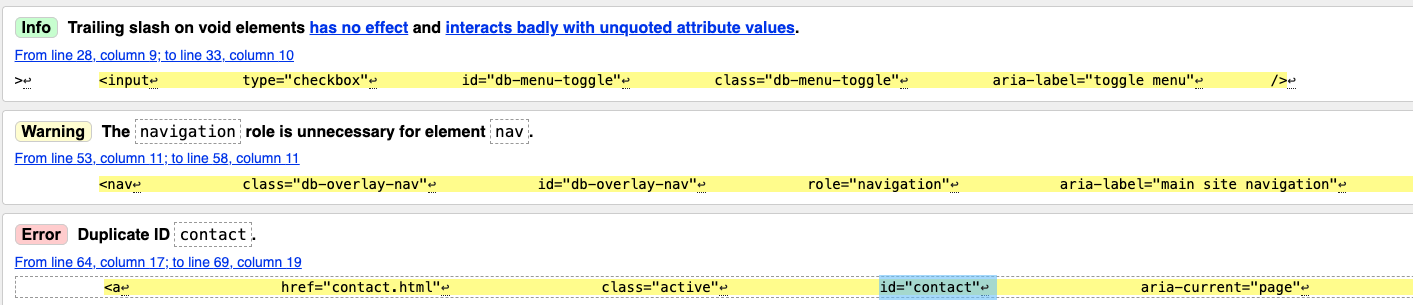 Info Trailing slash on void elements has no effect and interacts badly with unquoted attribute values.
From line 28, column 9; to line 33, column 10
>↩ <input↩ type="checkbox"↩ id="db-menu-toggle"↩ class="db-menu-toggle"↩ aria-label="toggle menu"↩ />↩
Warning The navigation role is unnecessary for element nav.
From line 53, column 11; to line 58, column 11
<nav↩ class="db-overlay-nav"↩ id="db-overlay-nav"↩ role="navigation"↩ aria-label="main site navigation"↩
Error Duplicate ID contact.
From line 64, column 17; to line 69, column 19
<a↩ href="contact.html"↩ class="active"↩ id="contact"↩ aria-current="page"↩